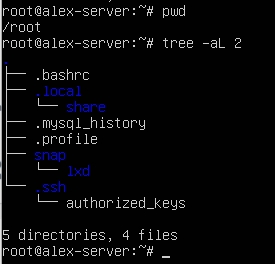 root@alex-server:~# pwd
/root
root@alex-server:~# tree -aL 2
.
├── .bashrc
├── .local
│   └── share
├── .mysql_history
├── .profile
├── snap
│   └── lxd
└── .ssh
    └── authorized_keys

5 directories, 4 files
root@alex-server:~# _